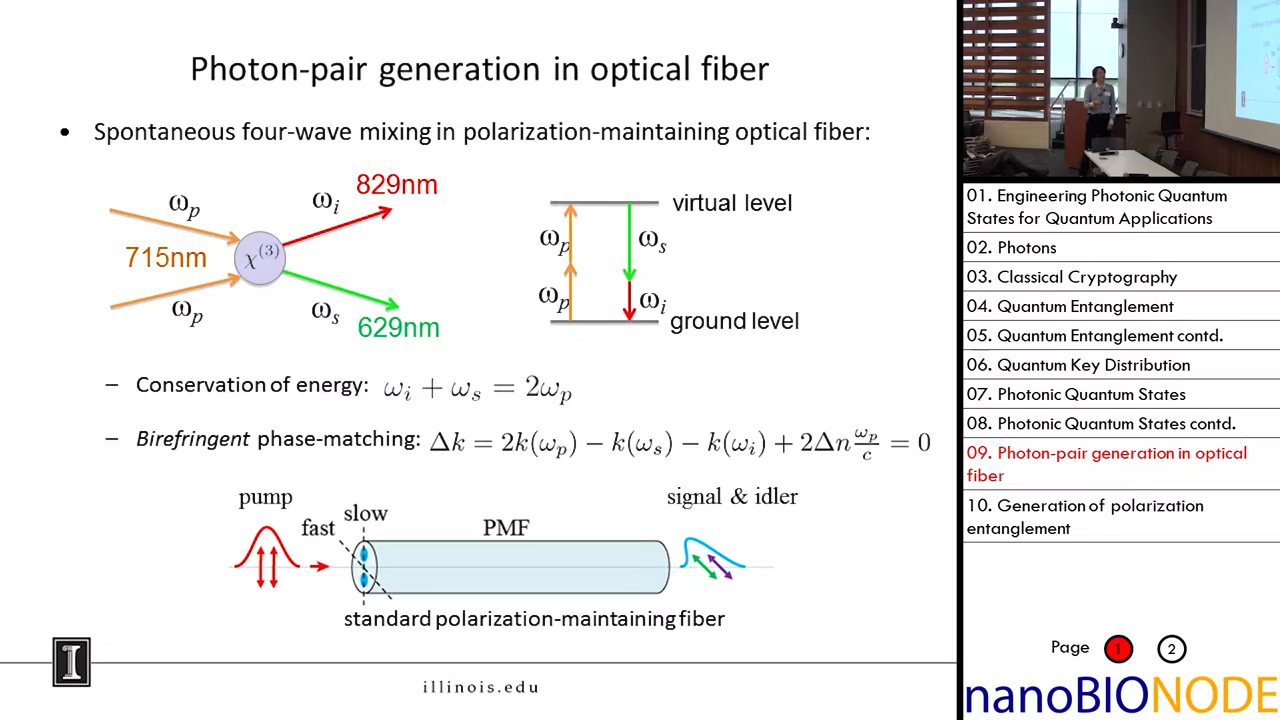 Photon-pair generation in optical fiber
• Spontaneous four-wave mixing in polarization-maintaining optical fiber:
ωp
ωi
829nm
715nm
χ(3)
ωp
ωs
629nm
virtual level
ωp
ωs
ωp
ωi
ground level
– Conservation of energy: ωi + ωs = 2ωp
– Birefringent phase-matching: Δk = 2k(ωp) − k(ωs) − k(ωi) + 2Δn ωp/c = 0
pump
signal & idler
slow
fast
PMF
standard polarization-maintaining fiber
I
illinois.edu
01. Engineering Photonic Quantum
States for Quantum Applications
02. Photons
03. Classical Cryptography
04. Quantum Entanglement
05. Quantum Entanglement contd.
06. Quantum Key Distribution
07. Photonic Quantum States
08. Photonic Quantum States contd.
09. Photon-pair generation in optical
fiber
10. Generation of polarization
entanglement
Page 1 2
nanoBIONODE